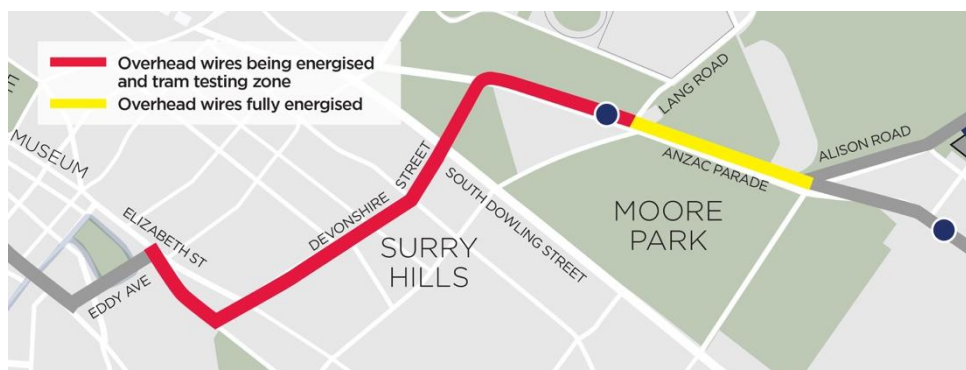 Overhead wires being energised
and tram testing zone
Overhead wires fully energised
MUSEUM
ELIZABETH ST
EDDY AVE
DEVONSHIRE STREET
SURRY
HILLS
SOUTH DOWLING STREET
MOORE
PARK
LANG ROAD
ANZAC PARADE
ALISON ROAD